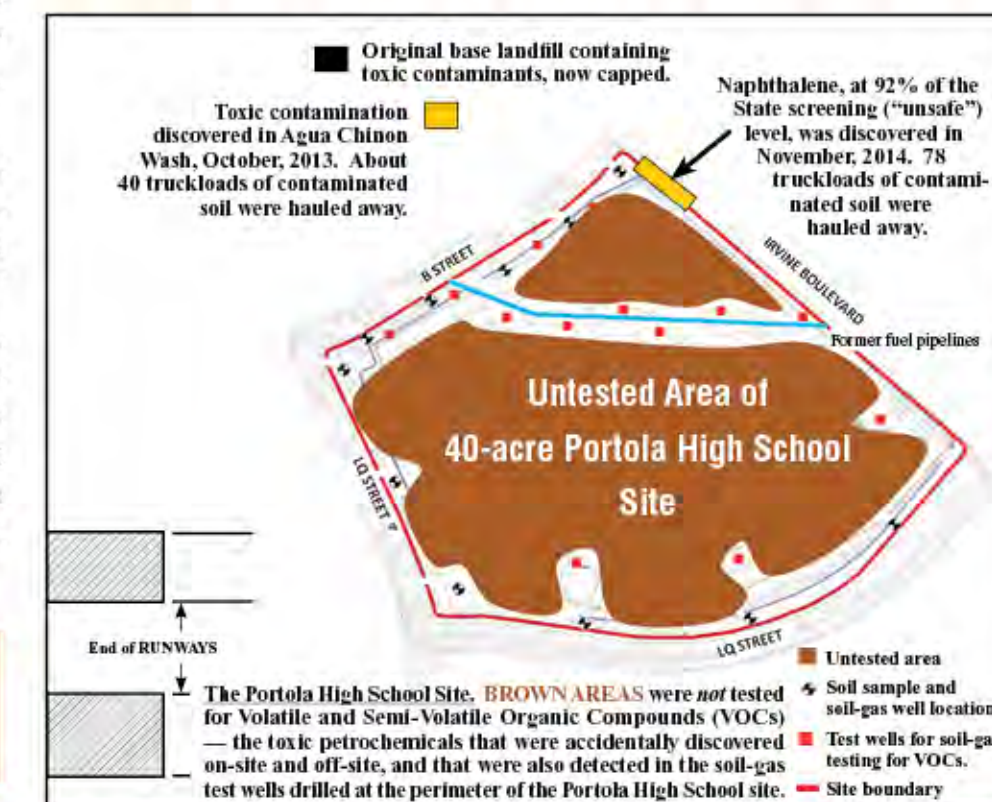 Original base landfill containing
toxic contaminants, now capped.
Toxic contamination
discovered in Agua Chinon
Wash, October, 2013.  About
40 truckloads of contaminated
soil were hauled away.
Naphthalene, at 92% of the
State screening (“unsafe”)
level, was discovered in
November, 2014.  78
truckloads of contami-
nated soil were
hauled away.
B STREET
IRVINE BOULEVARD
Former fuel pipelines
Untested Area of
40-acre Portola High School
Site
LQ STREET
LQ STREET
End of RUNWAYS
Untested area
Soil sample and
soil-gas well location
Test wells for soil-ga
testing for VOCs.
Site boundary
The Portola High School Site.  BROWN AREAS were not tested
for Volatile and Semi-Volatile Organic Compounds (VOCs)
— the toxic petrochemicals that were accidentally discovered
on-site and off-site, and that were also detected in the soil-gas
test wells drilled at the perimeter of the Portola High School site.